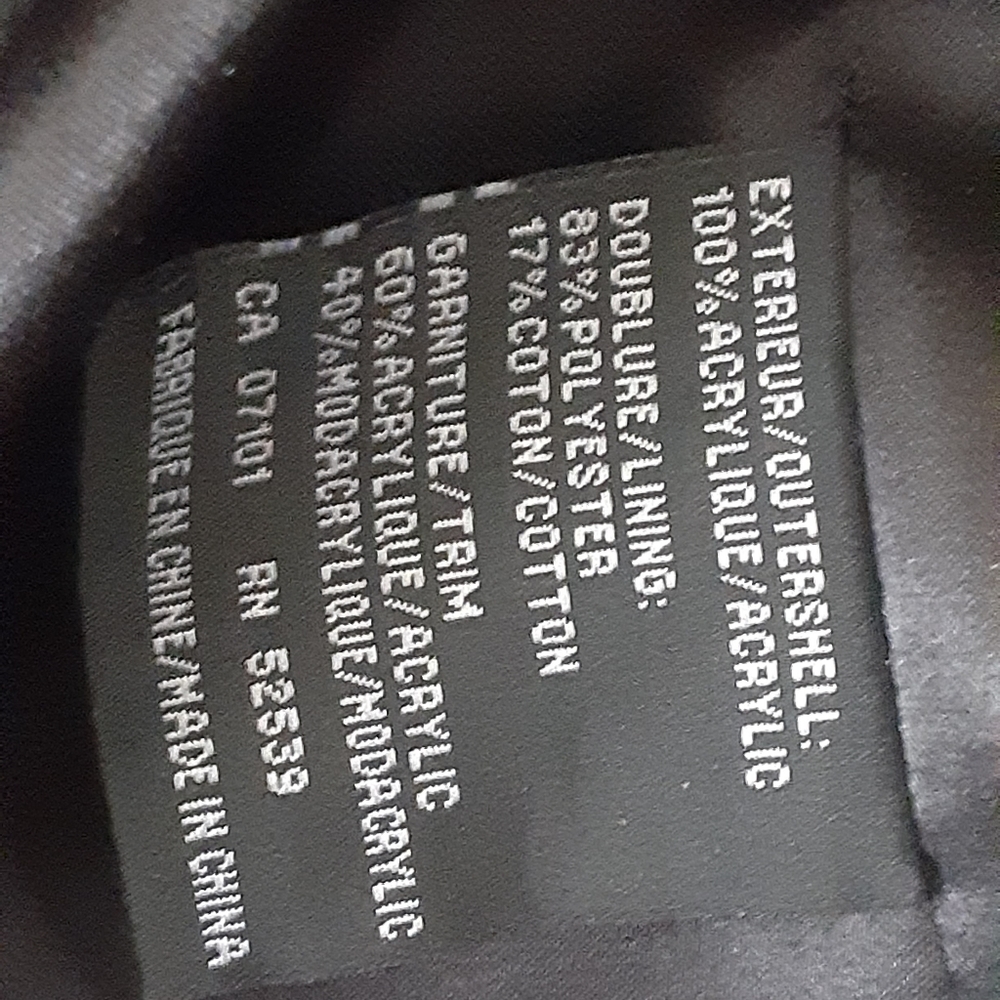 EXTERIEUR/OUTERSHELL:
100%ACRYLIQUE/ACRYLIC
DOUBLURE/LINING:
83%POLYESTER
17%COTON/COTTON
GARNITURE/TRIM
60%ACRYLIQUE/ACRYLIC
40%MODACRYLIQUE/MODACRYLIC
CA 07101 RN 52539
FABRIQUE EN CHINE/MADE IN CHINA